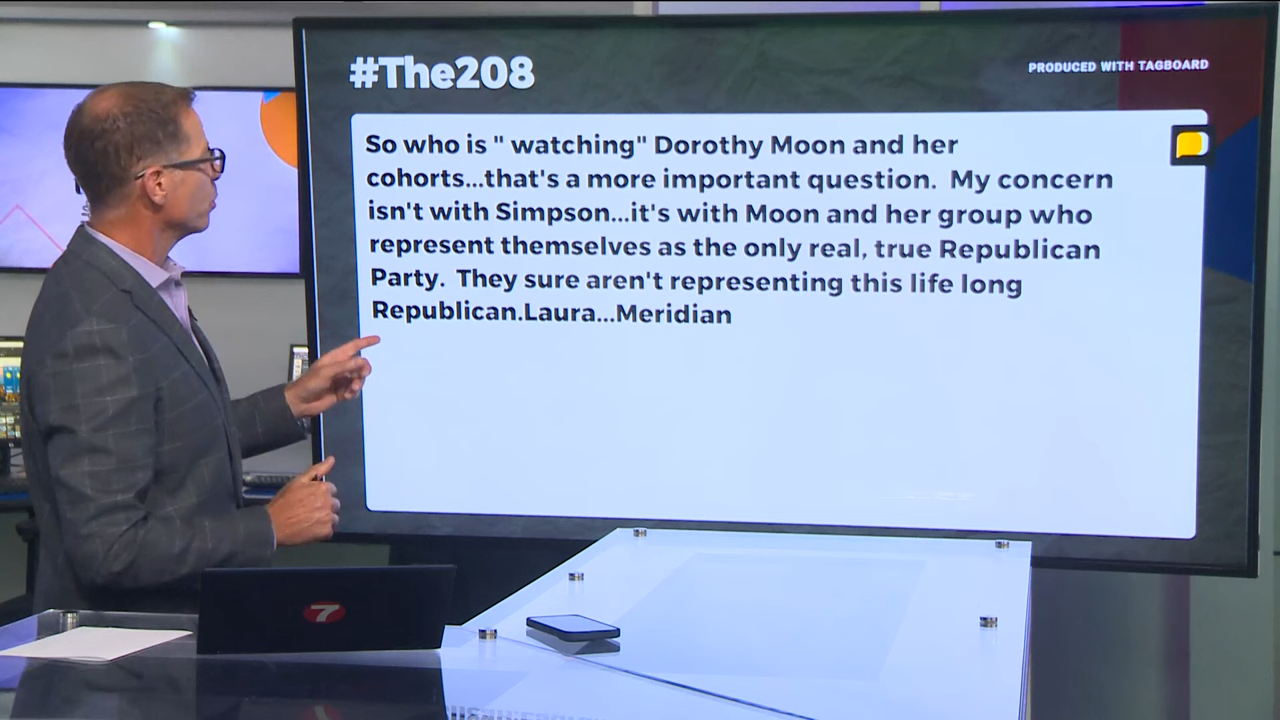 #The208
PRODUCED WITH TAGBOARD
So who is " watching" Dorothy Moon and her
cohorts...that's a more important question.  My concern
isn't with Simpson...it's with Moon and her group who
represent themselves as the only real, true Republican
Party.  They sure aren't representing this life long
Republican.Laura...Meridian
7